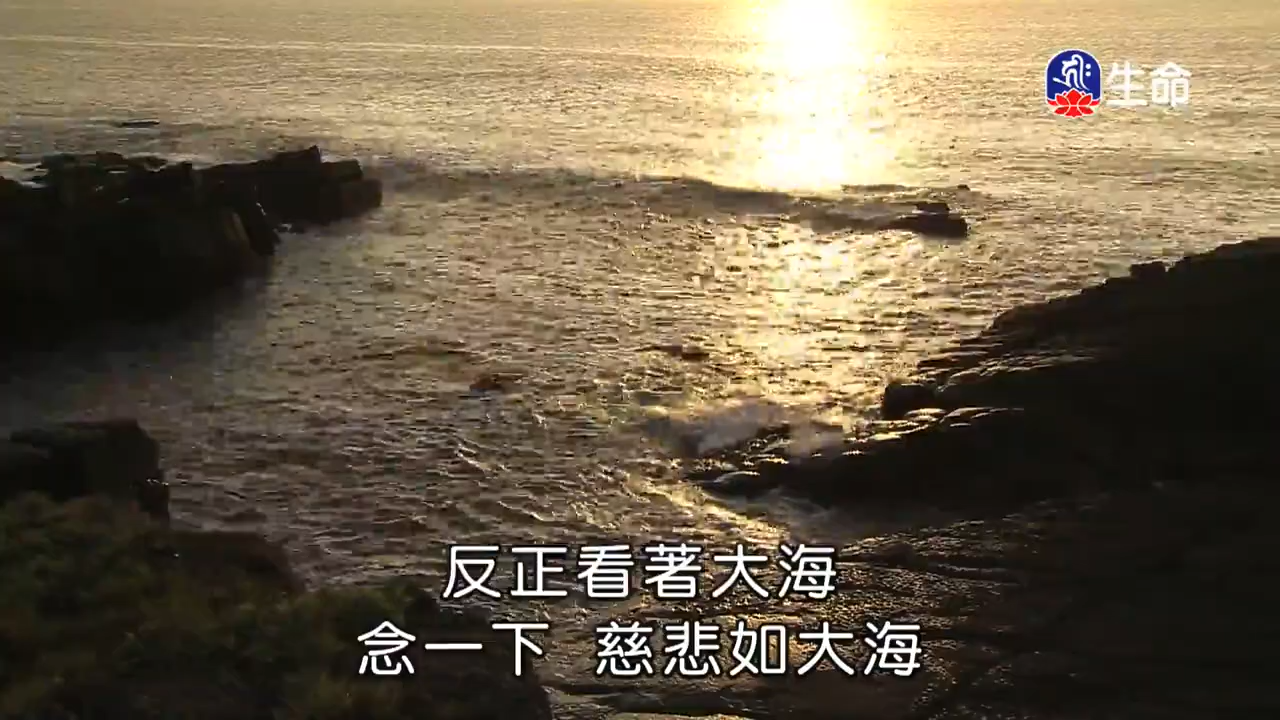 生命
反正看著大海
念一下 慈悲如大海